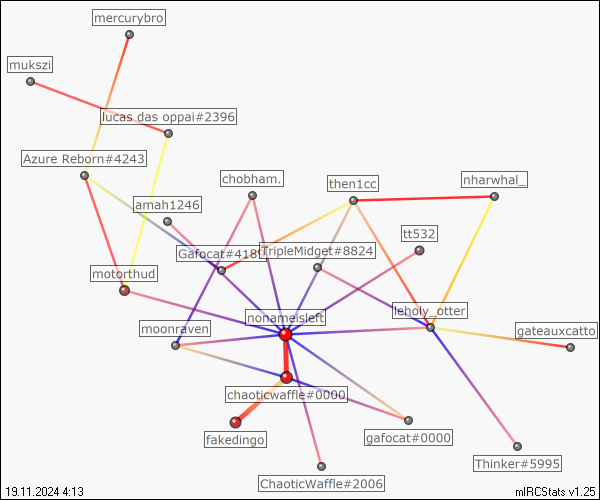 mercurybro
mukszi
lucas das oppai#2396
Azure Reborn#4243
chobham.
then1cc
nharwhal_
amah1246
tt532
Gafocat#4180
TripleMidget#8824
motorthud
nonameisleft
leholy_otter
moonraven
gateauxcatto
chaoticwaffle#0000
fakedingo
gafocat#0000
Thinker#5995
ChaoticWaffle#2006
19.11.2024 4:13
mIRCStats v1.25